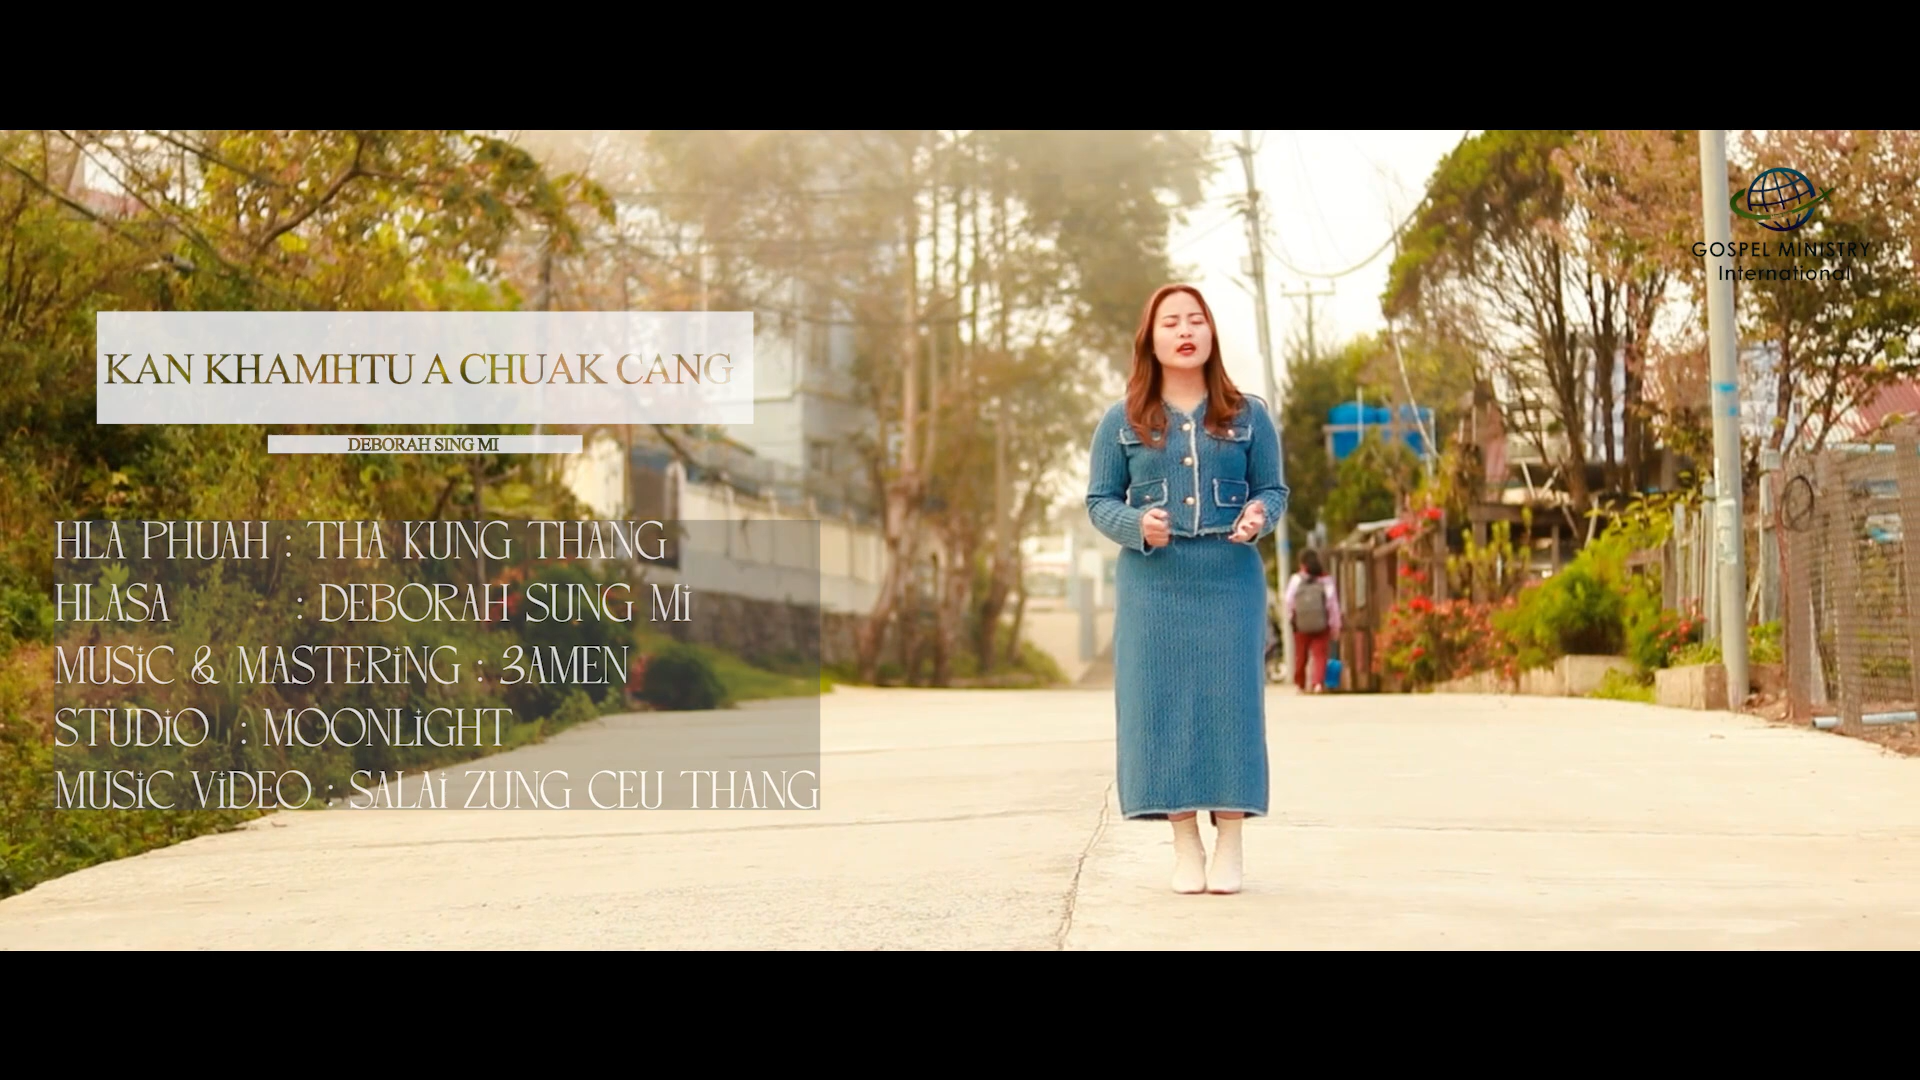 GOSPEL MINISTRY
International
KAN KHAMHTU A CHUAK CANG
DEBORAH SING MI
HLA PHUAH : THA KUNG THANG
HLASA : DEBORAH SUNG Mi
MUSiC & MASTERiNG : 3AMEN
STUDiO : MOONLiGHT
MUSiC ViDEO : SALAi ZUNG CEU THANG